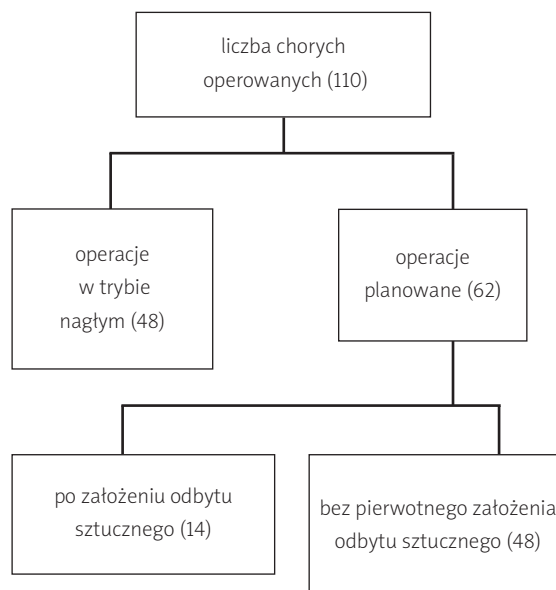 liczba chorych
operowanych (110)
operacje
w trybie
nagłym (48)
operacje
planowane (62)
po założeniu odbytu
sztucznego (14)
bez pierwotnego założenia
odbytu sztucznego (48)